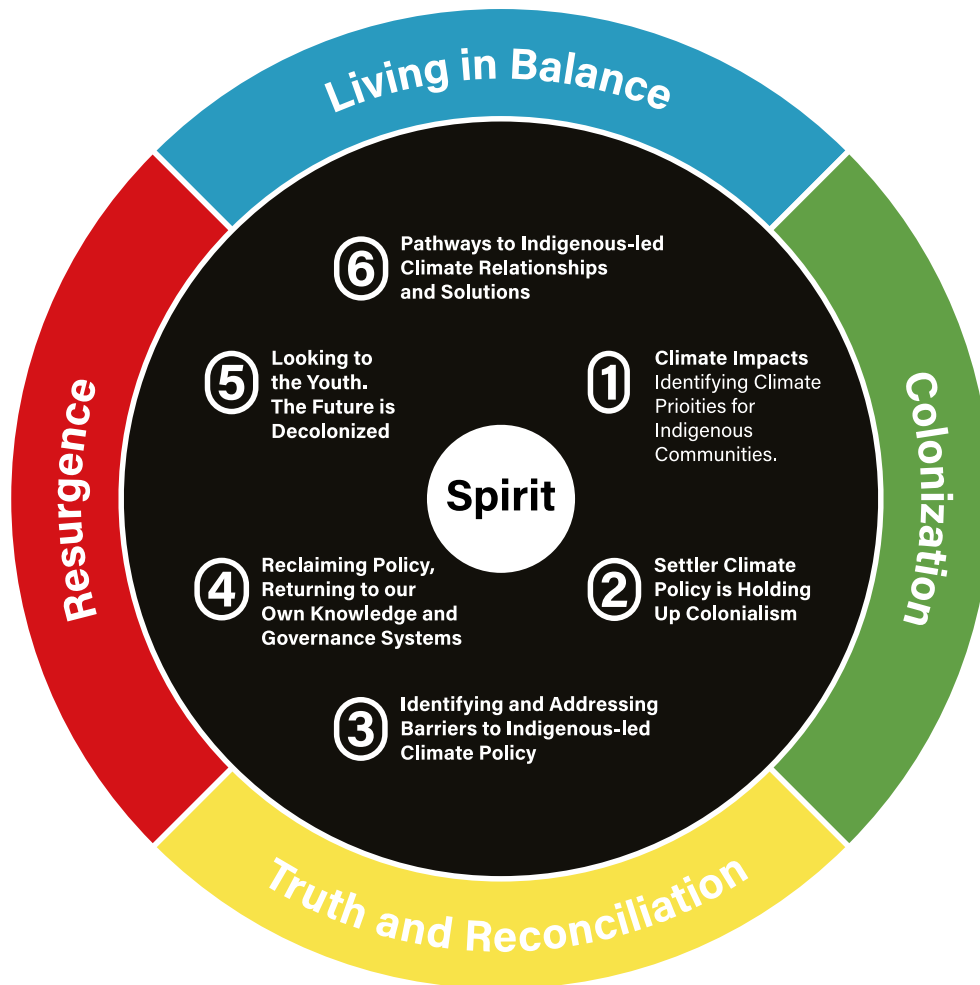 Living in Balance
Colonization
Truth and Reconciliation
Resurgence
Spirit
1
Climate Impacts
Identifying Climate
Prioities for
Indigenous
Communities.
2
Settler Climate
Policy is Holding
Up Colonialism
3
Identifying and Addressing
Barriers to Indigenous-led
Climate Policy
4
Reclaiming Policy,
Returning to our
Own Knowledge and
Governance Systems
5
Looking to
the Youth.
The Future is
Decolonized
6
Pathways to Indigenous-led
Climate Relationships
and Solutions